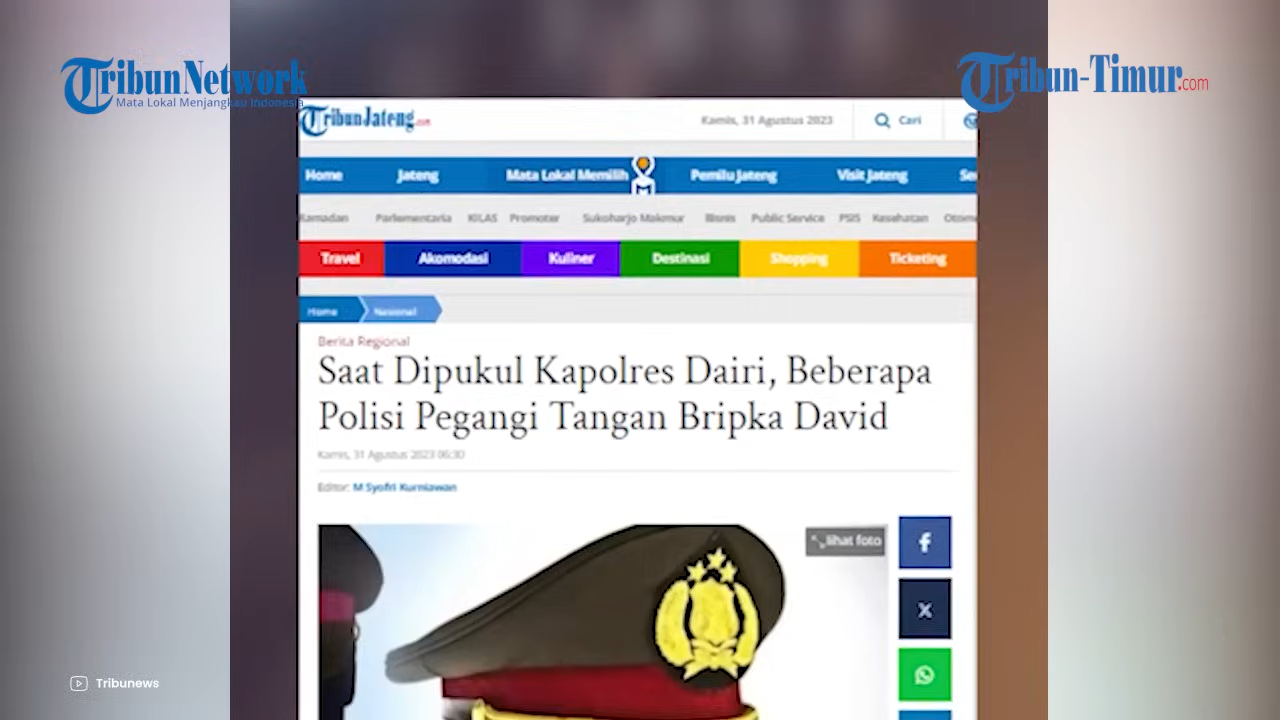 TribunNetwork
Mata Lokal Menjangkau Indonesia
Tribun-Timur.com
TribunJateng.com
Kamis, 31 Agustus 2023
Cari
Home Jateng Mata Lokal Memilih Pemilu Jateng Visit Jateng
Ramadan Parlementaria KILAS Promoter Sukoharjo Makmur Bisnis Public Service PSIS Kesehatan
Travel Akomodasi Kuliner Destinasi Shopping Ticketing
Home Nasional
Berita Regional
Saat Dipukul Kapolres Dairi, Beberapa
Polisi Pegangi Tangan Bripka David
Kamis, 31 Agustus 2023 06:30
Editor: M Syofri Kurniawan
lihat foto
Tribunews